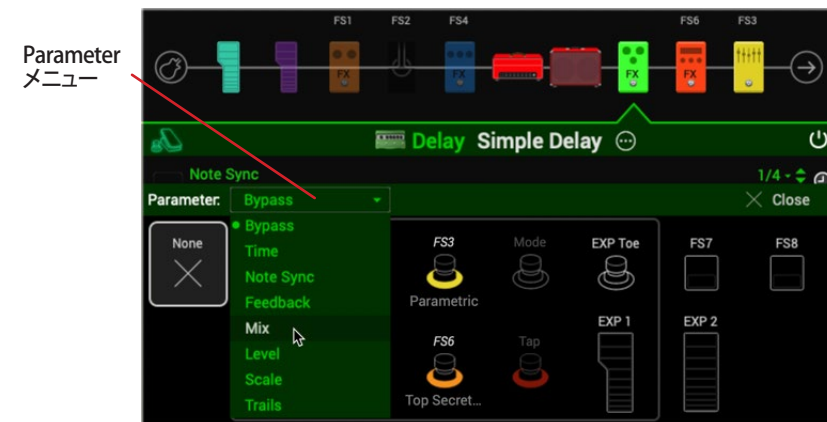 FS1 FS2 FS4 FS6 FS3
Parameter
メニュー
FX FX FX FX
Delay Simple Delay
Note Sync 1/4
Parameter: Bypass Close
Bypass
Time
Note Sync
Feedback
Mix
Level
Scale
Trails
None
FS3 Mode EXP Toe FS7 FS8
Parametric
EXP 1 EXP 2
FS6 Tap
Top Secret...